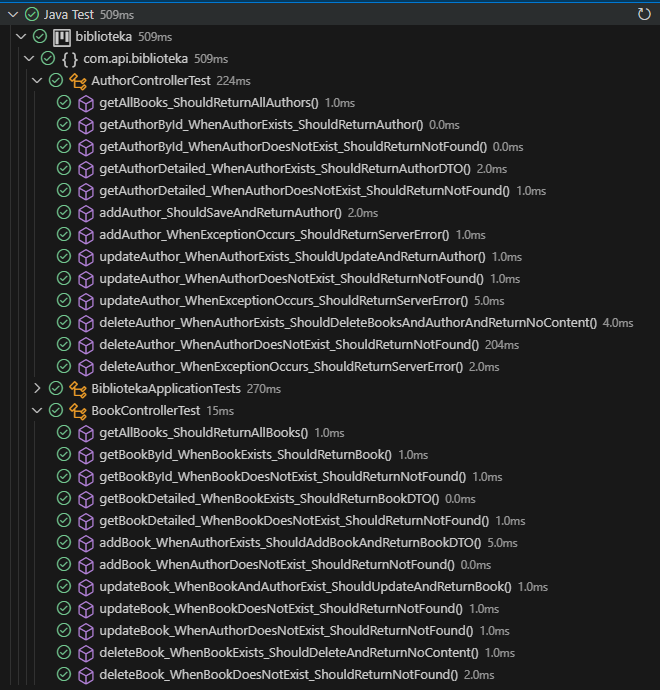 Java Test 509ms
biblioteka 509ms
{ } com.api.biblioteka 509ms
AuthorControllerTest 224ms
getAllBooks_ShouldReturnAllAuthors() 1.0ms
getAuthorById_WhenAuthorExists_ShouldReturnAuthor() 0.0ms
getAuthorById_WhenAuthorDoesNotExist_ShouldReturnNotFound() 0.0ms
getAuthorDetailed_WhenAuthorExists_ShouldReturnAuthorDTO() 2.0ms
getAuthorDetailed_WhenAuthorDoesNotExist_ShouldReturnNotFound() 1.0ms
addAuthor_ShouldSaveAndReturnAuthor() 2.0ms
addAuthor_WhenExceptionOccurs_ShouldReturnServerError() 1.0ms
updateAuthor_WhenAuthorExists_ShouldUpdateAndReturnAuthor() 1.0ms
updateAuthor_WhenAuthorDoesNotExist_ShouldReturnNotFound() 1.0ms
updateAuthor_WhenExceptionOccurs_ShouldReturnServerError() 5.0ms
deleteAuthor_WhenAuthorExists_ShouldDeleteBooksAndAuthorAndReturnNoContent() 4.0ms
deleteAuthor_WhenAuthorDoesNotExist_ShouldReturnNotFound() 204ms
deleteAuthor_WhenExceptionOccurs_ShouldReturnServerError() 2.0ms
BibliotekaApplicationTests 270ms
BookControllerTest 15ms
getAllBooks_ShouldReturnAllBooks() 1.0ms
getBookById_WhenBookExists_ShouldReturnBook() 1.0ms
getBookById_WhenBookDoesNotExist_ShouldReturnNotFound() 1.0ms
getBookDetailed_WhenBookExists_ShouldReturnBookDTO() 0.0ms
getBookDetailed_WhenBookDoesNotExist_ShouldReturnNotFound() 1.0ms
addBook_WhenAuthorExists_ShouldAddBookAndReturnBookDTO() 5.0ms
addBook_WhenAuthorDoesNotExist_ShouldReturnNotFound() 0.0ms
updateBook_WhenBookAndAuthorExist_ShouldUpdateAndReturnBook() 1.0ms
updateBook_WhenBookDoesNotExist_ShouldReturnNotFound() 1.0ms
updateBook_WhenAuthorDoesNotExist_ShouldReturnNotFound() 1.0ms
deleteBook_WhenBookExists_ShouldDeleteAndReturnNoContent() 1.0ms
deleteBook_WhenBookDoesNotExist_ShouldReturnNotFound() 2.0ms